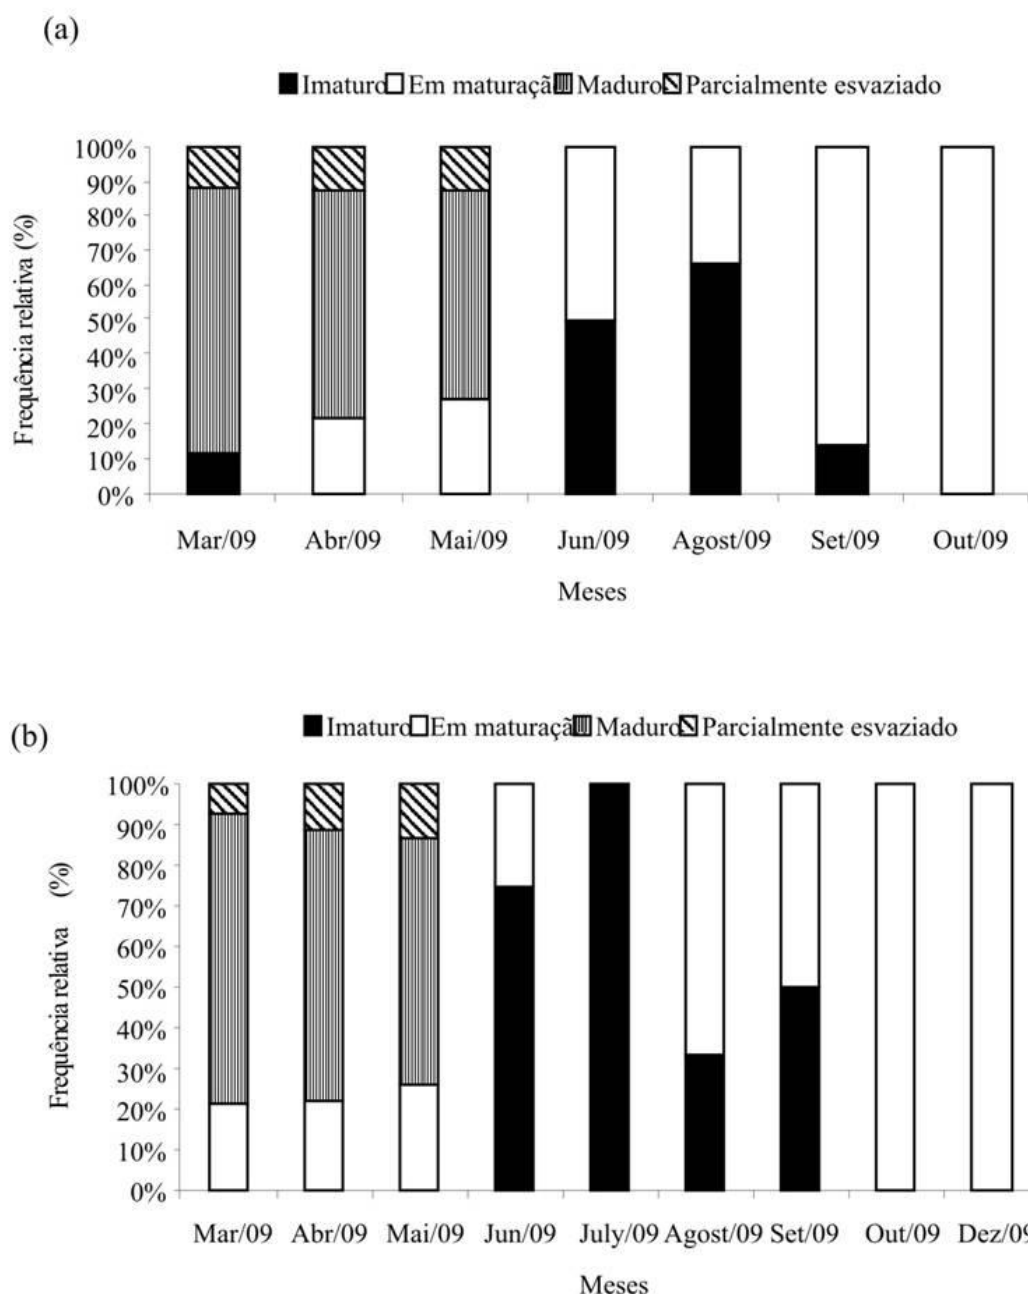 (a)
Imaturo Em maturaçã Maduro Parcialmente esvaziado
100%
90%
80%
70%
60%
50%
40%
30%
20%
10%
0%
Frequência relativa (%)
Mar/09 Abr/09 Mai/09 Jun/09 Agost/09 Set/09 Out/09
Meses
(b)
Imaturo Em maturaçã Maduro Parcialmente esvaziado
100%
90%
80%
70%
60%
50%
40%
30%
20%
10%
0%
Frequência relativa (%)
Mar/09 Abr/09 Mai/09 Jun/09 July/09 Agost/09 Set/09 Out/09 Dez/09
Meses